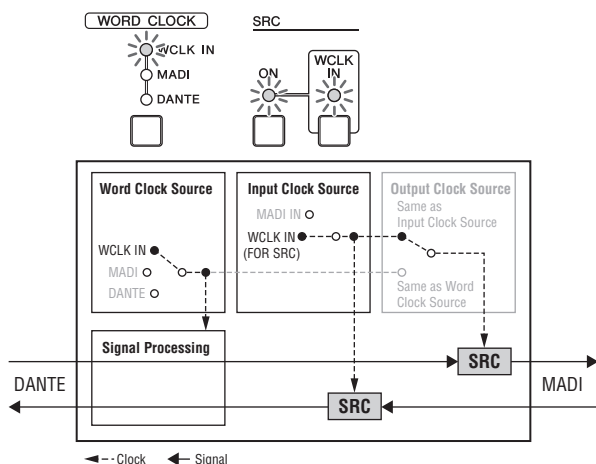 WORD CLOCK
WCLK IN
MADI
DANTE
SRC
ON
WCLK
IN
Word Clock Source
WCLK IN
MADI
DANTE
Input Clock Source
MADI IN
WCLK IN
(FOR SRC)
Output Clock Source
Same as
Input Clock Source
Same as Word
Clock Source
Signal Processing
SRC
SRC
DANTE
MADI
Clock
Signal